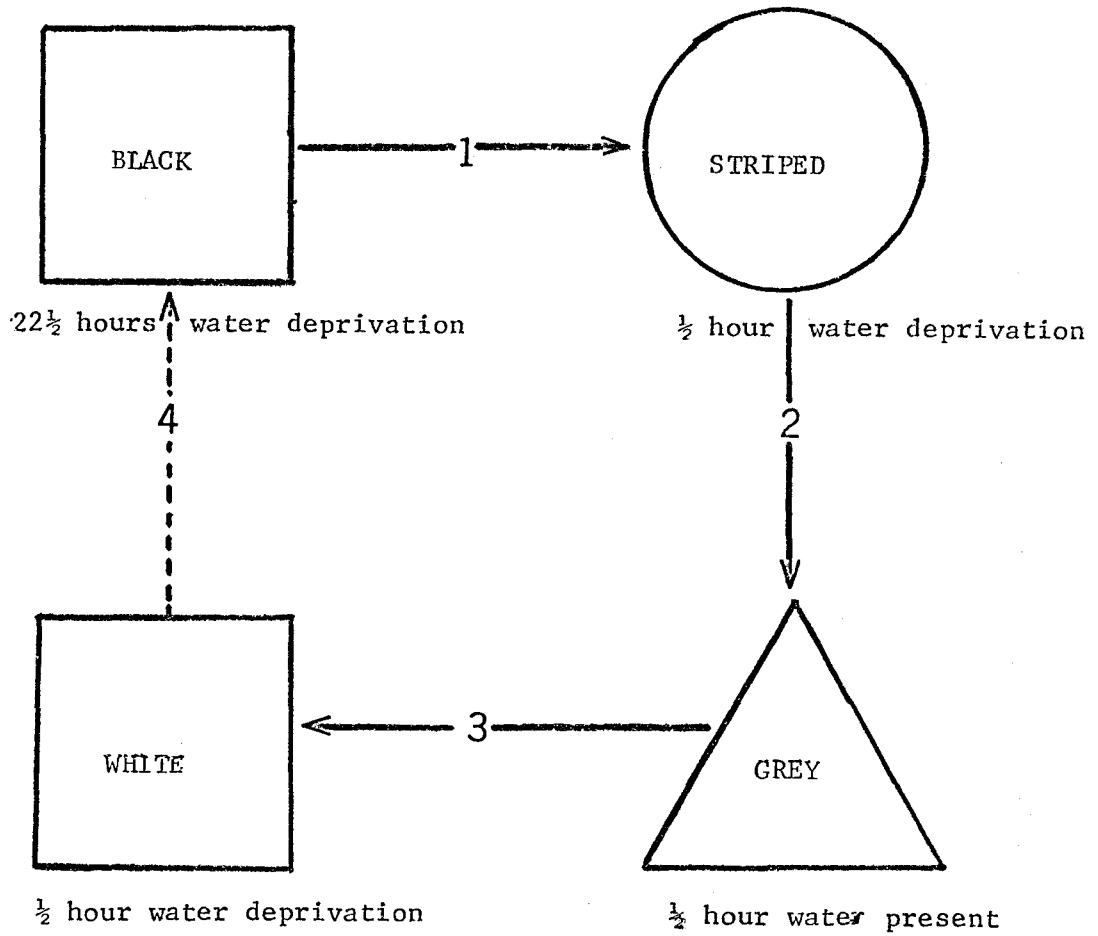 BLACK
1
STRIPED
22½ hours water deprivation
½ hour water deprivation
4
2
WHITE
3
GREY
½ hour water deprivation
½ hour water present